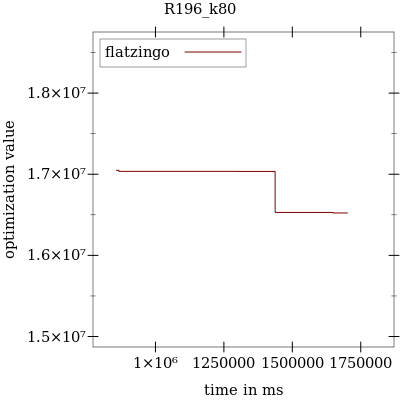 R196_k80
flatzingo
1.8×10⁷
1.7×10⁷
1.6×10⁷
1.5×10⁷
optimization value
1×10⁶ 1250000 1500000 1750000
time in ms